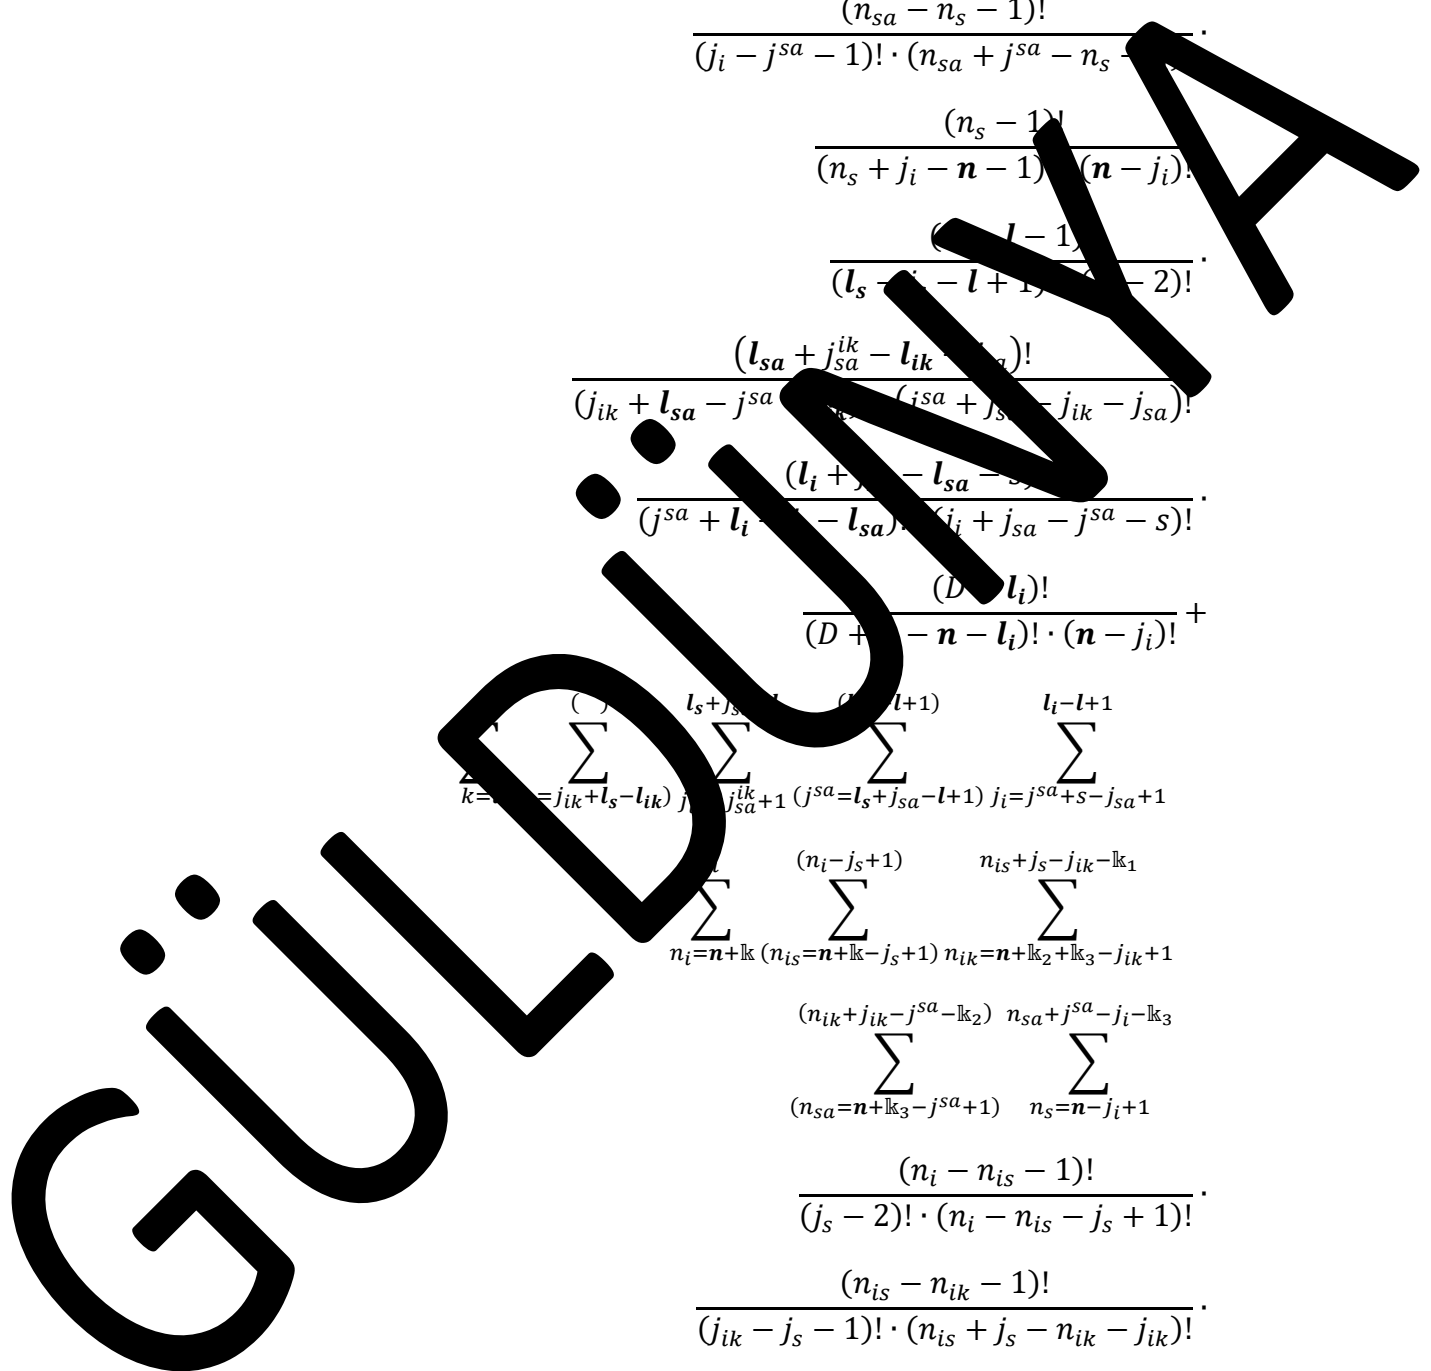 (n_{sa} − n_s − 1)!
(j_i − j^{sa} − 1)! · (n_{sa} + j^{sa} − n_s − ·
(n_s − 1)!
(n_s + j_i − n − 1) (n − j_i)!
( l − 1)
(l_s − − l + 1) − 2)! ·
(l_{sa} + j_{sa}^{ik} − l_{ik} )!
(j_{ik} + l_{sa} − j^{sa} (j^{sa} + − j_{ik} − j_{sa})!
(l_i + − l_{sa} −
(j^{sa} + l_i − l_{sa})! j_i + j_{sa} − j^{sa} − s)! ·
(D l_i)!
(D + − n − l_i)! · (n − j_i)! +
( ) l_s+ l+1) l_i−l+1
∑ ∑ ∑ ∑ ∑
k= =j_{ik}+l_s−l_{ik}) j_{sa}^{ik}+1 (j^{sa}=l_s+j_{sa}−l+1) j_i=j^{sa}+s−j_{sa}+1
(n_i−j_s+1) n_{is}+j_s−j_{ik}−𝕜_1
∑ ∑ ∑
n_i=n+𝕜 (n_{is}=n+𝕜−j_s+1) n_{ik}=n+𝕜_2+𝕜_3−j_{ik}+1
(n_{ik}+j_{ik}−j^{sa}−𝕜_2) n_{sa}+j^{sa}−j_i−𝕜_3
∑ ∑
(n_{sa}=n+𝕜_3−j^{sa}+1) n_s=n−j_i+1
(n_i − n_{is} − 1)!
(j_s − 2)! · (n_i − n_{is} − j_s + 1)! ·
(n_{is} − n_{ik} − 1)!
(j_{ik} − j_s − 1)! · (n_{is} + j_s − n_{ik} − j_{ik})! ·
GÜLDÜNYA